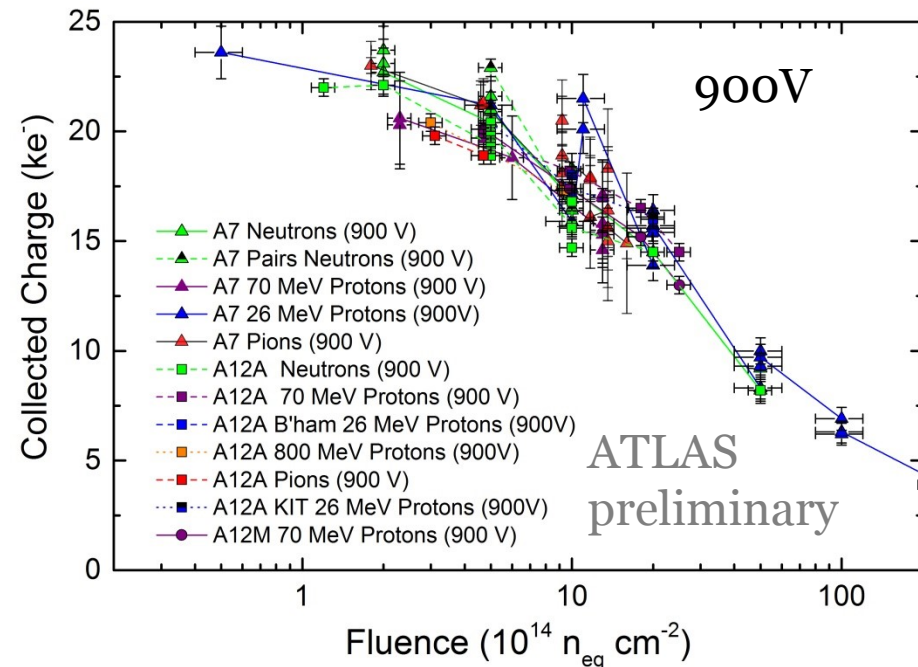 25
20
15
10
5
0
Collected Charge (ke⁻)
900V
A7 Neutrons (900 V)
A7 Pairs Neutrons (900 V)
A7 70 MeV Protons (900 V)
A7 26 MeV Protons (900V)
A7 Pions (900 V)
A12A  Neutrons (900 V)
A12A  70 MeV Protons (900 V)
A12A B'ham 26 MeV Protons (900V)
A12A 800 MeV Protons (900V)
A12A Pions (900 V)
A12A KIT 26 MeV Protons (900V)
A12M 70 MeV Protons (900 V)
ATLAS
preliminary
1 10 100
Fluence (10¹⁴ n_eq cm⁻²)